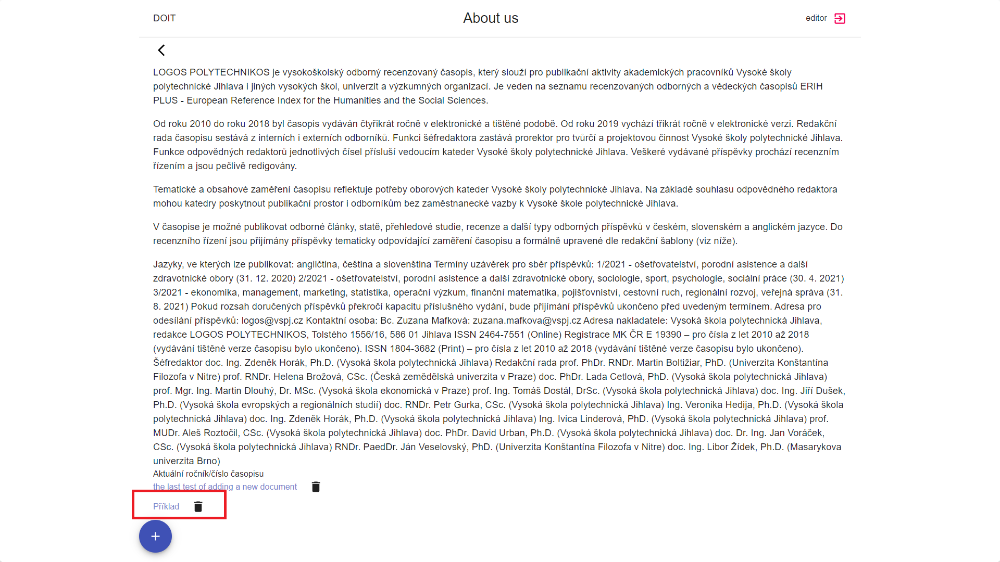 DOIT
About us
editor
LOGOS POLYTECHNIKOS je vysokoškolský odborný recenzovaný časopis, který slouží pro publikační aktivity akademických pracovníků Vysoké školy
polytechnické Jihlava i jiných vysokých škol, univerzit a výzkumných organizací. Je veden na seznamu recenzovaných odborných a vědeckých časopisů ERIH
PLUS - European Reference Index for the Humanities and the Social Sciences.
Od roku 2010 do roku 2018 byl časopis vydáván čtyřikrát ročně v elektronické a tištěné podobě. Od roku 2019 vychází třikrát ročně v elektronické verzi. Redakční
rada časopisu sestává z interních i externích odborníků. Funkci šéfredaktora zastává prorektor pro tvůrčí a projektovou činnost Vysoké školy polytechnické Jihlava.
Funkce odpovědných redaktorů jednotlivých čísel přísluší vedoucím kateder Vysoké školy polytechnické Jihlava. Veškeré vydávané příspěvky prochází recenzním
řízením a jsou pečlivě redigovány.
Tematické a obsahové zaměření časopisu reflektuje potřeby oborových kateder Vysoké školy polytechnické Jihlava. Na základě souhlasu odpovědného redaktora
mohou katedry poskytnout publikační prostor i odborníkům bez zaměstnanecké vazby k Vysoké škole polytechnické Jihlava.
V časopise je možné publikovat odborné články, statě, přehledové studie, recenze a další typy odborných příspěvků v českém, slovenském a anglickém jazyce. Do
recenzního řízení jsou přijímány příspěvky tematicky odpovídající zaměření časopisu a formálně upravené dle redakční šablony (viz níže).
Jazyky, ve kterých lze publikovat: angličtina, čeština a slovenština Termíny uzávěrek pro sběr příspěvků: 1/2021 - ošetřovatelství, porodní asistence a další
zdravotnické obory (31. 12. 2020) 2/2021 - ošetřovatelství, porodní asistence a další zdravotnické obory, sociologie, sport, psychologie, sociální práce (30. 4. 2021)
3/2021 - ekonomika, management, marketing, statistika, operační výzkum, finanční matematika, pojišťovniství, cestovní ruch, regionální rozvoj, veřejná správa (31.
8. 2021) Pokud rozsah doručených příspěvků překročí kapacitu příslušného vydání, bude přijímání příspěvků ukončeno před uvedeným termínem. Adresa pro
odesílání příspěvků: logos@vspj.cz Kontaktní osoba: Bc. Zuzana Mafková: zuzana.mafkova@vspj.cz Adresa nakladatele: Vysoká škola polytechnická Jihlava,
redakce LOGOS POLYTECHNIKOS, Tolstého 1556/16, 586 01 Jihlava ISSN 2464-7551 (Online) Registrace MK ČR E 19390 – pro čísla z let 2010 až 2018
(vydávání tištěné verze časopisu bylo ukončeno). ISSN 1804-3682 (Print) – pro čísla z let 2010 až 2018 (vydávání tištěné verze časopisu bylo ukončeno).
Šéfredaktor doc. Ing. Zdeněk Horák, Ph.D. (Vysoká škola polytechnická Jihlava) Redakční rada prof. PhDr. RNDr. Martin Boltižiar, PhD. (Univerzita Konštantína
Filozofa v Nitre) prof. RNDr. Helena Brožová, CSc. (Česká zemědělská univerzita v Praze) doc. PhDr. Lada Cetlová, PhD. (Vysoká škola polytechnická Jihlava)
prof. Mgr. Ing. Martin Dlouhý, Dr. MSc. (Vysoká škola ekonomická v Praze) prof. Ing. Tomáš Dostál, DrSc. (Vysoká škola polytechnická Jihlava) doc. Ing. Jiří Dušek,
Ph.D. (Vysoká škola evropských a regionálních studií) doc. RNDr. Petr Gurka, CSc. (Vysoká škola polytechnická Jihlava) Ing. Veronika Hedija, Ph.D. (Vysoká škola
polytechnická Jihlava) doc. Ing. Zdeněk Horák, Ph.D. (Vysoká škola polytechnická Jihlava) Ing. Ivica Linderová, PhD. (Vysoká škola polytechnická Jihlava) prof.
MUDr. Aleš Roztočil, CSc. (Vysoká škola polytechnická Jihlava) doc. PhDr. David Urban, Ph.D. (Vysoká škola polytechnická Jihlava) doc. Dr. Ing. Jan Voráček,
CSc. (Vysoká škola polytechnická Jihlava) RNDr. PaedDr. Ján Veselovský, PhD. (Univerzita Konštantína Filozofa v Nitre) doc. Ing. Libor Žídek, Ph.D. (Masarykova
univerzita Brno)
Aktuální ročník/číslo časopisu
the last test of adding a new document
Příklad